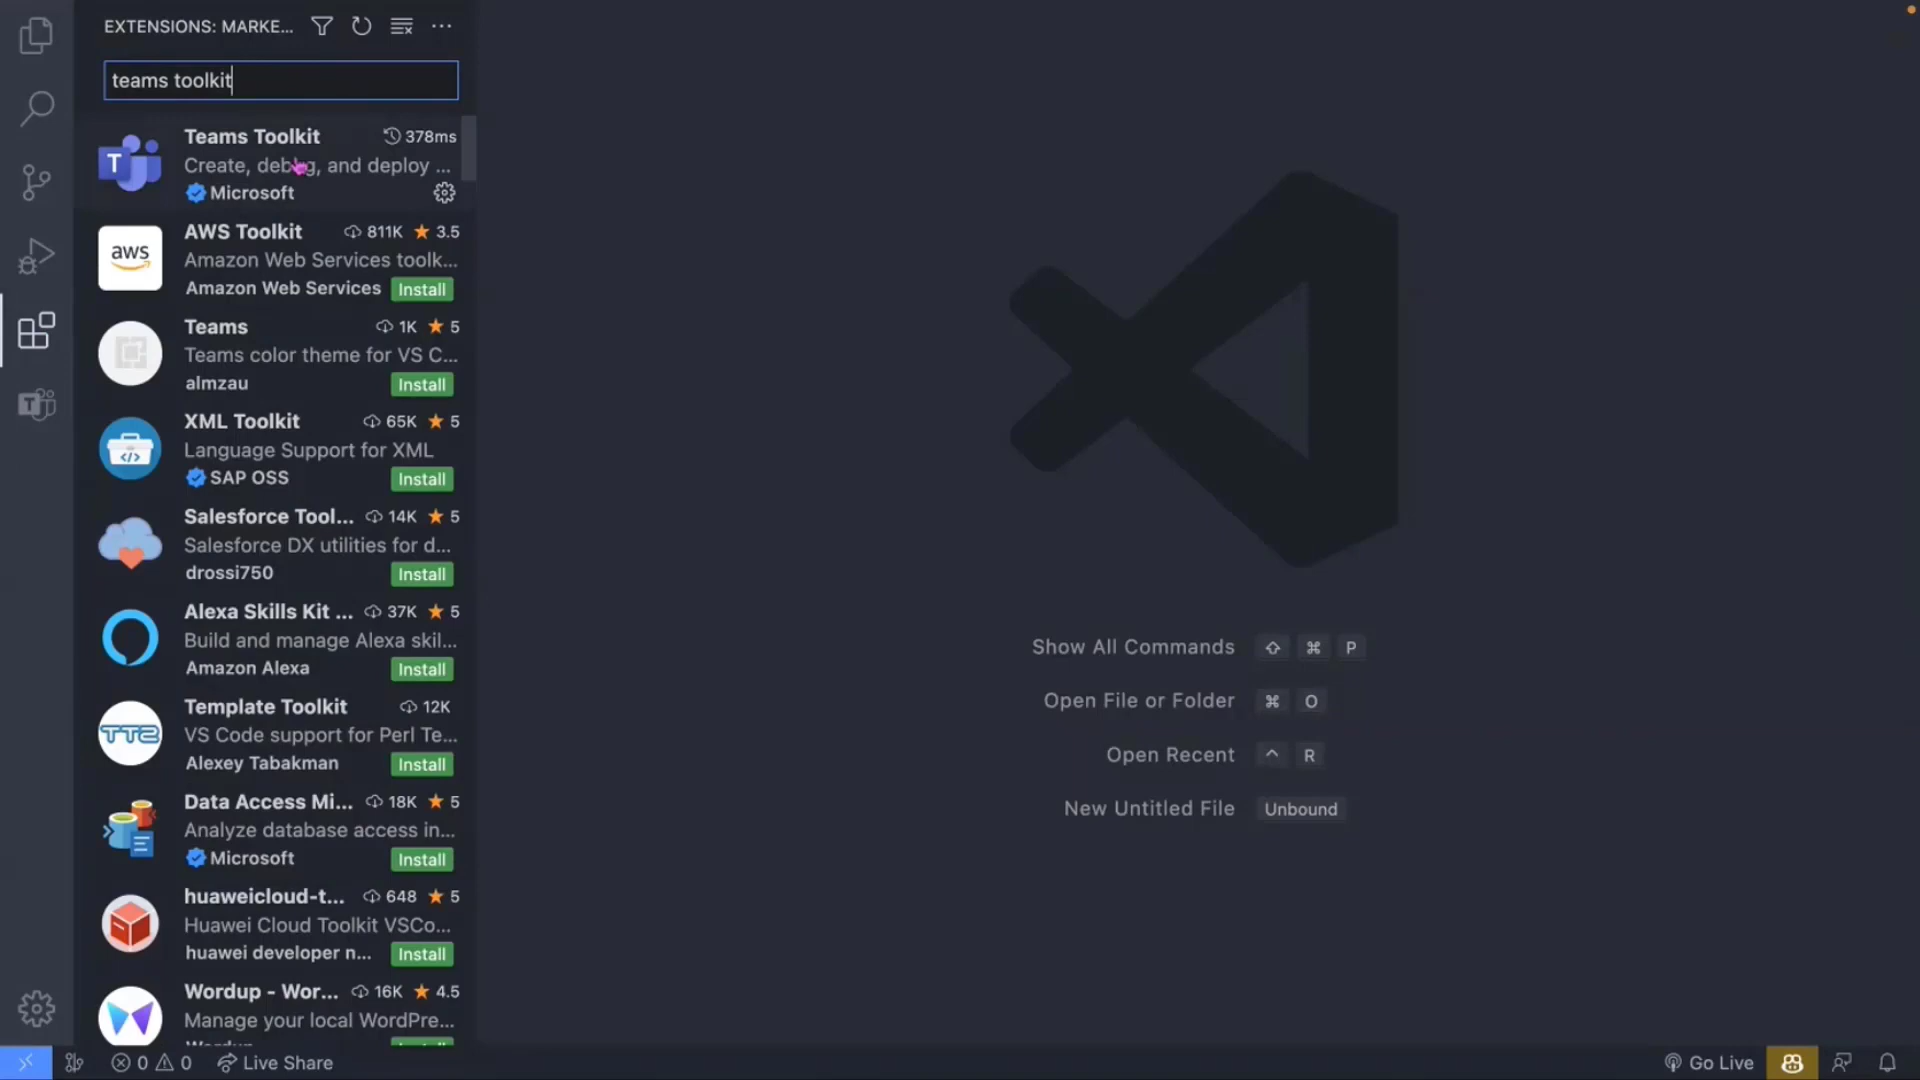 EXTENSIONS: MARKE...
teams toolkit
Teams Toolkit 378ms
Create, debug, and deploy ...
Microsoft
AWS Toolkit 811K 3.5
Amazon Web Services toolk...
Amazon Web Services Install
Teams 1K 5
Teams color theme for VS C...
almzau Install
XML Toolkit 65K 5
Language Support for XML
SAP OSS Install
Salesforce Tool... 14K 5
Salesforce DX utilities for d...
drossi750 Install
Alexa Skills Kit ... 37K 5
Build and manage Alexa skil...
Amazon Alexa Install
Template Toolkit 12K
VS Code support for Perl Te...
Alexey Tabakman Install
Data Access Mi... 18K 5
Analyze database access in...
Microsoft Install
huaweicloud-t... 648 5
Huawei Cloud Toolkit VSCo...
huawei developer n... Install
Wordup - Wor... 16K 4.5
Manage your local WordPre...
T
aws
T
TT2
Show All Commands ⇧ ⌘ P
Open File or Folder ⌘ O
Open Recent ^ R
New Untitled File Unbound
0 0 Live Share
Go Live